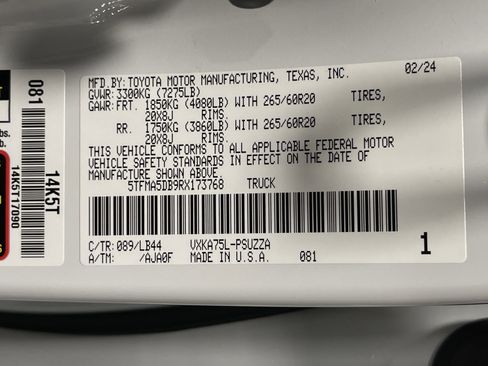 MFD.BY: TOYOTA MOTOR MANUFACTURING, TEXAS, INC. 02/24
GVWR: 3300KG (7275LB)
GAWR: FRT. 1850KG (4080LB) WITH 265/60R20 TIRES,
20X8J RIMS,
RR. 1750KG (3860LB) WITH 265/60R20 TIRES,
20X8J RIMS.
THIS VEHICLE CONFORMS TO ALL APPLICABLE FEDERAL MOTOR
VEHICLE SAFETY STANDARDS IN EFFECT ON THE DATE OF
MANUFACTURE SHOWN ABOVE.
5TFMA5DB9RX173768 TRUCK
C/TR: 089/LB44 VXKA75L-PSUZZA
A/TM: /AJA0F MADE IN U.S.A. 081
1
081
14K5T
14K5T17090
bs.